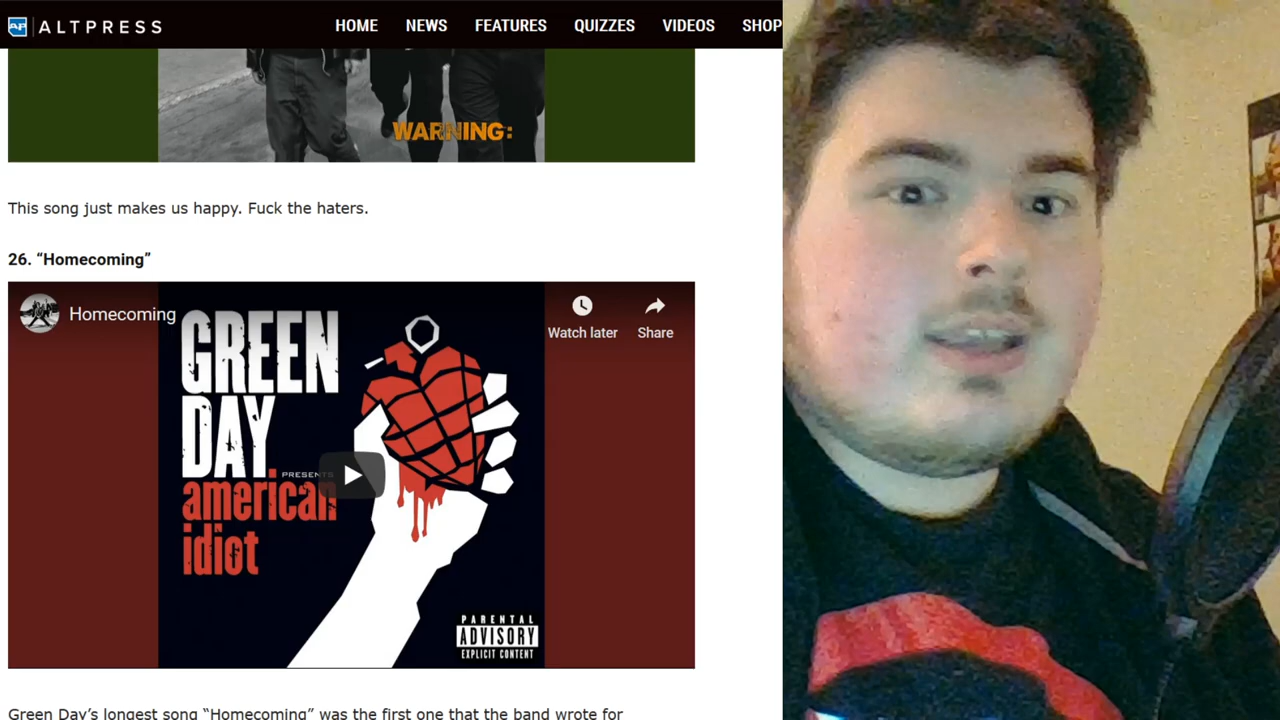 AP ALTPRESS HOME NEWS FEATURES QUIZZES VIDEOS SHOP
WARNING:
This song just makes us happy. Fuck the haters.
26. “Homecoming”
Homecoming
Watch later Share
GREEN
DAY
PRESENTS
american
idiot
PARENTAL
ADVISORY
EXPLICIT CONTENT
Green Day’s longest song “Homecoming” was the first one that the band wrote for